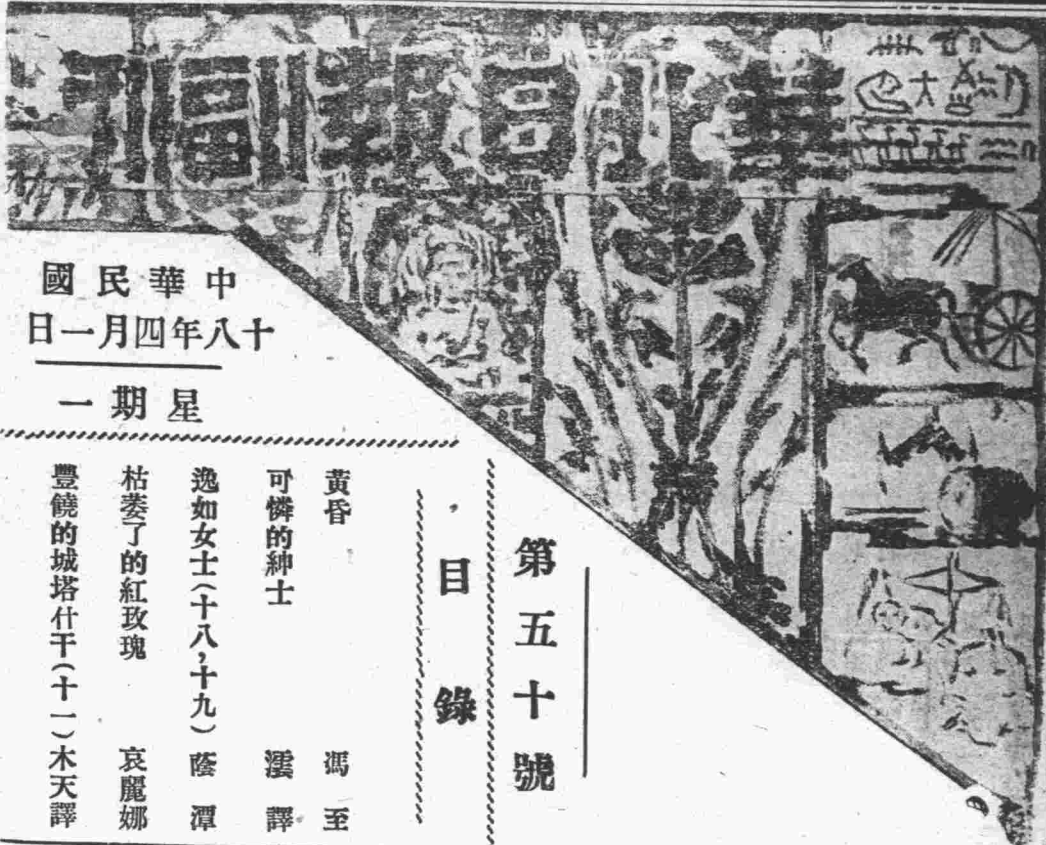 華北日報副刊
中華民國
十八年四月一日
星期一
第五十號
目錄
黃昏 馮至
可憐的紳士 澐譯
逸如女士(十八,十九) 蔭潭
枯萎了的紅玫瑰 哀麗娜
豐饒的城塔什干(十一) 木天譯